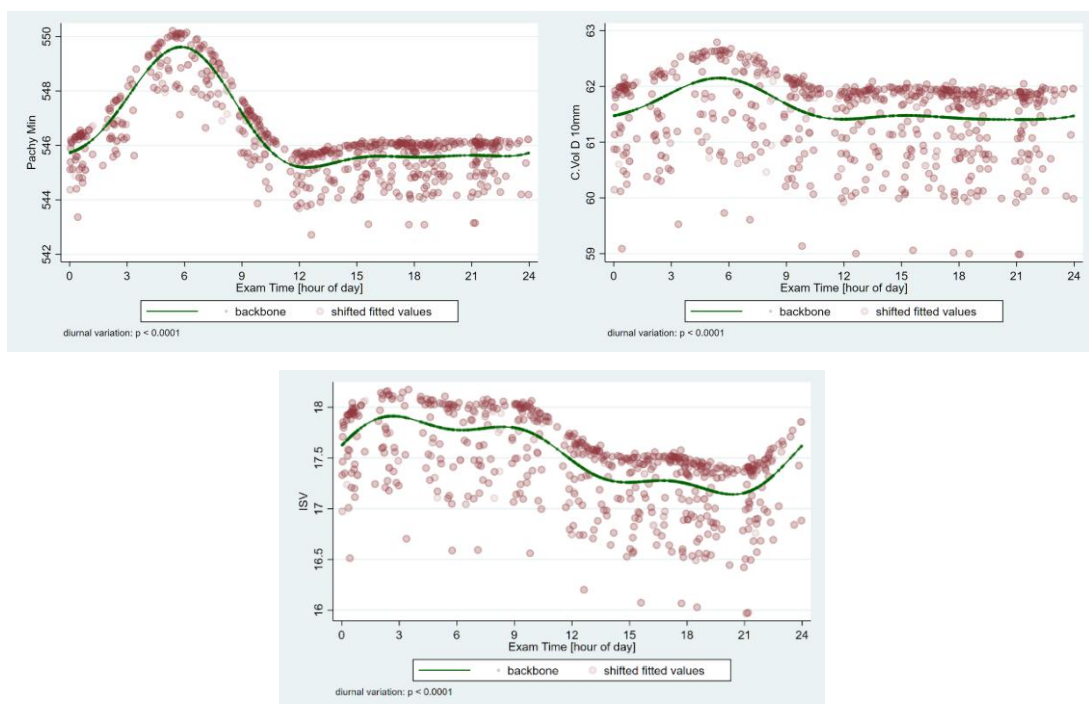 Pachy Min
550
548
546
544
542
0 3 6 9 12 15 18 21 24
Exam Time [hour of day]
backbone shifted fitted values
diurnal variation: p < 0.0001
C.Vol D 10mm
63
62
61
60
59
0 3 6 9 12 15 18 21 24
Exam Time [hour of day]
backbone shifted fitted values
diurnal variation: p < 0.0001
ISV
18
17.5
17
16.5
16
0 3 6 9 12 15 18 21 24
Exam Time [hour of day]
backbone shifted fitted values
diurnal variation: p < 0.0001